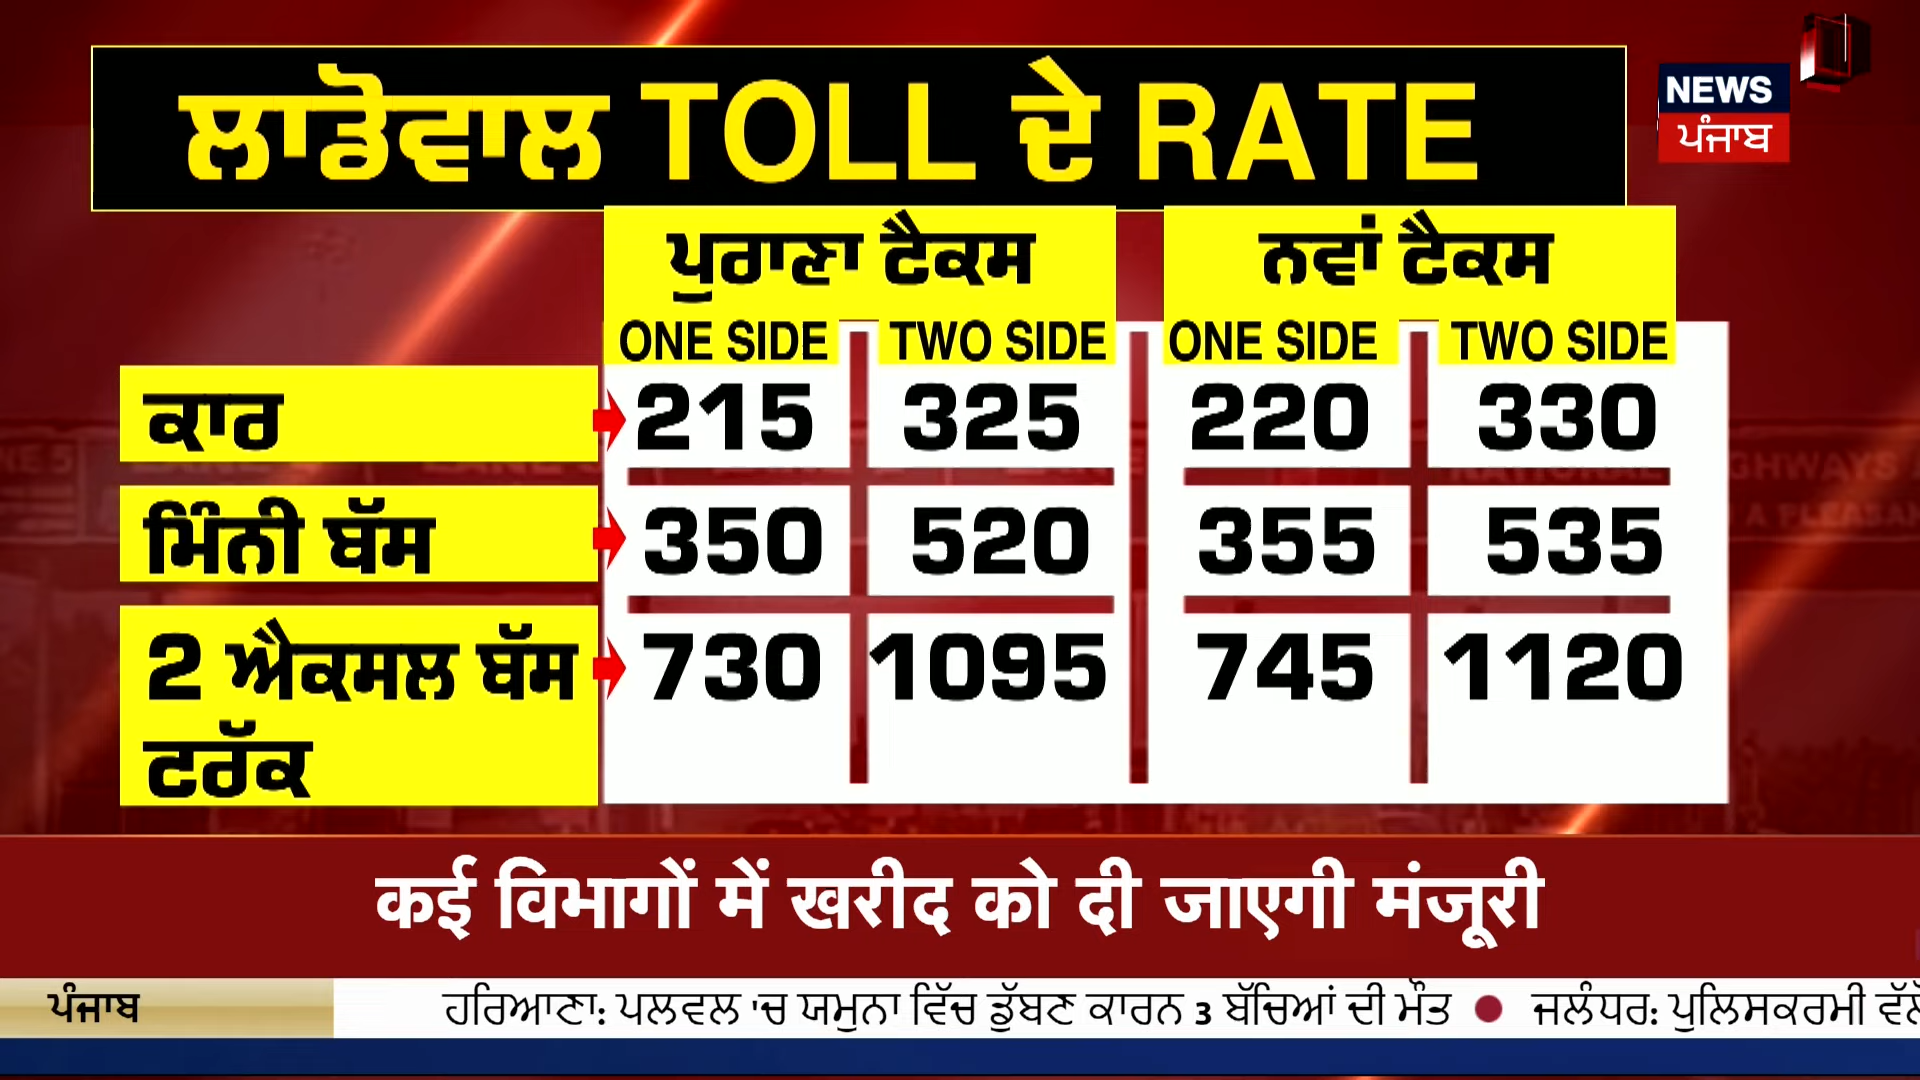 ਲਾਡੋਵਾਲ TOLL ਦੇ RATE
NEWS
ਪੰਜਾਬ
ਪੁਰਾਣਾ ਟੈਕਸ
ਨਵਾਂ ਟੈਕਸ
ONE SIDE TWO SIDE ONE SIDE TWO SIDE
ਕਾਰ 215 325 220 330
ਮਿੰਨੀ ਬੱਸ 350 520 355 535
2 ਐਕਸਲ ਬੱਸ 730 1095 745 1120
ਟਰੱਕ
कई विभागों में खरीद को दी जाएगी मंजूरी
ਪੰਜਾਬ
ਹਰਿਆਣਾ: ਪਲਵਲ 'ਚ ਯਮੁਨਾ ਵਿੱਚ ਡੁੱਬਣ ਕਾਰਨ 3 ਬੱਚਿਆਂ ਦੀ ਮੌਤ ● ਜਲੰਧਰ: ਪੁਲਿਸਕਰਮੀ